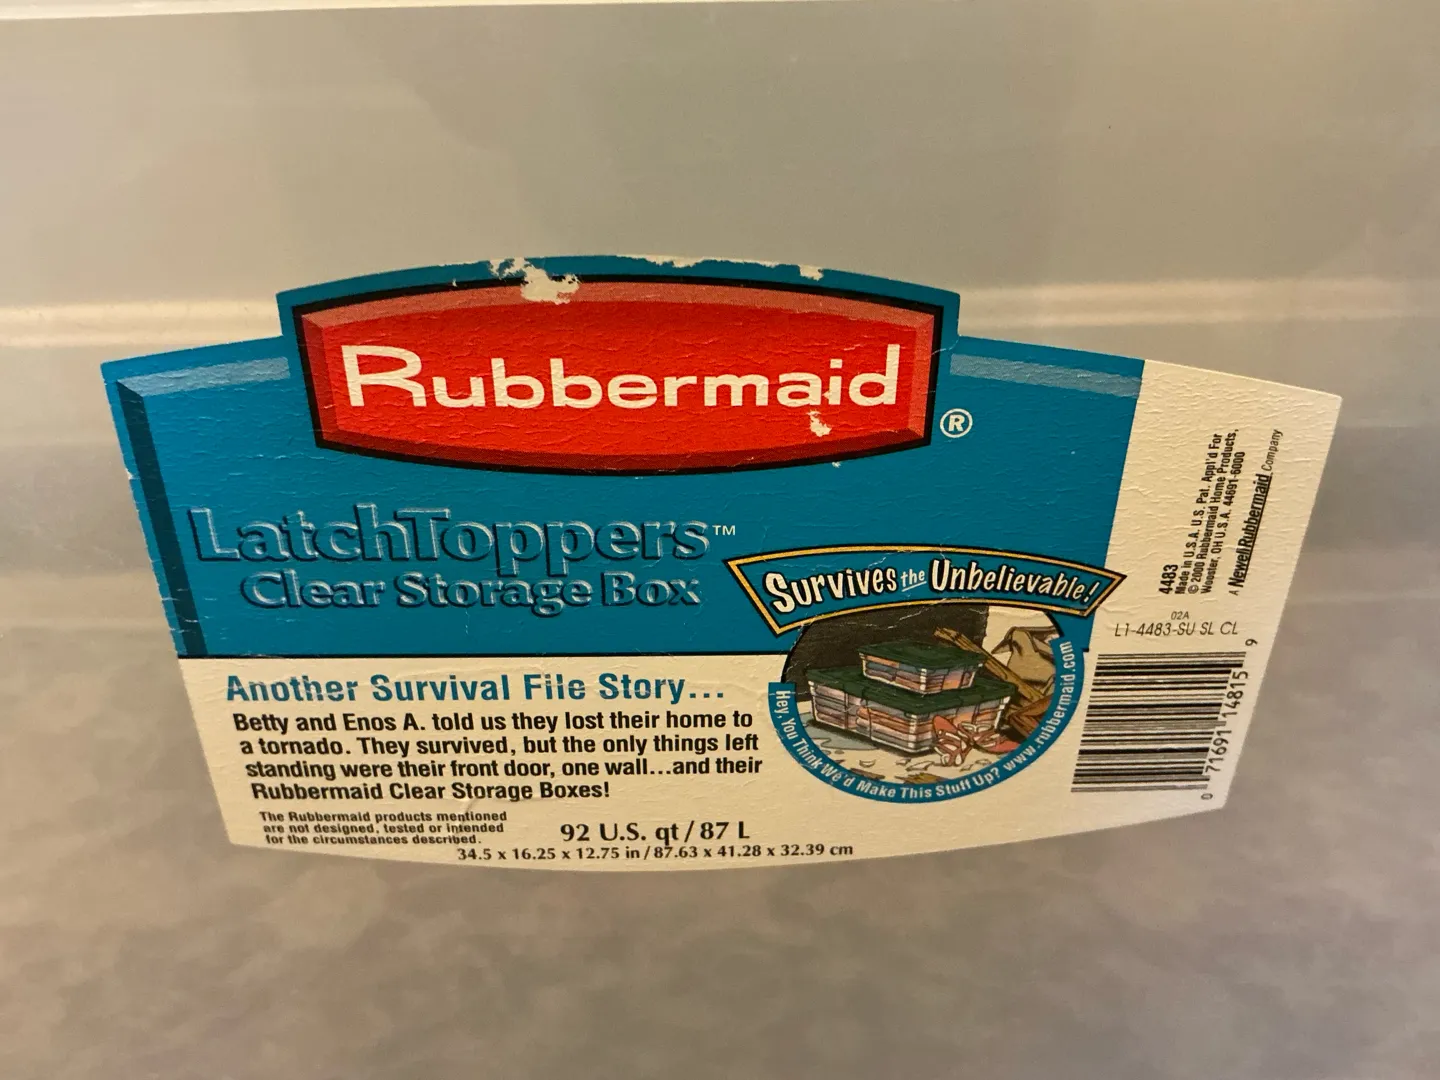 Rubbermaid
®
LatchToppers™
Clear Storage Box
Survives the Unbelievable!
Another Survival File Story...
Betty and Enos A. told us they lost their home to
a tornado. They survived, but the only things left
standing were their front door, one wall...and their
Rubbermaid Clear Storage Boxes!
The Rubbermaid products mentioned
are not designed, tested or intended
for the circumstances described.
92 U.S. qt / 87 L
34.5 x 16.25 x 12.75 in / 87.63 x 41.28 x 32.39 cm
Hey, You Think We'd Make This Stuff Up? www.rubbermaid.com
4483
Made in U.S.A. U.S. Pat. Appl'd For
© 2000 Rubbermaid Home Products,
Wooster, OH U.S.A. 44691-6000
A Newell Rubbermaid Company
02A
L1-4483-SU SL CL
0 71691 14815 9